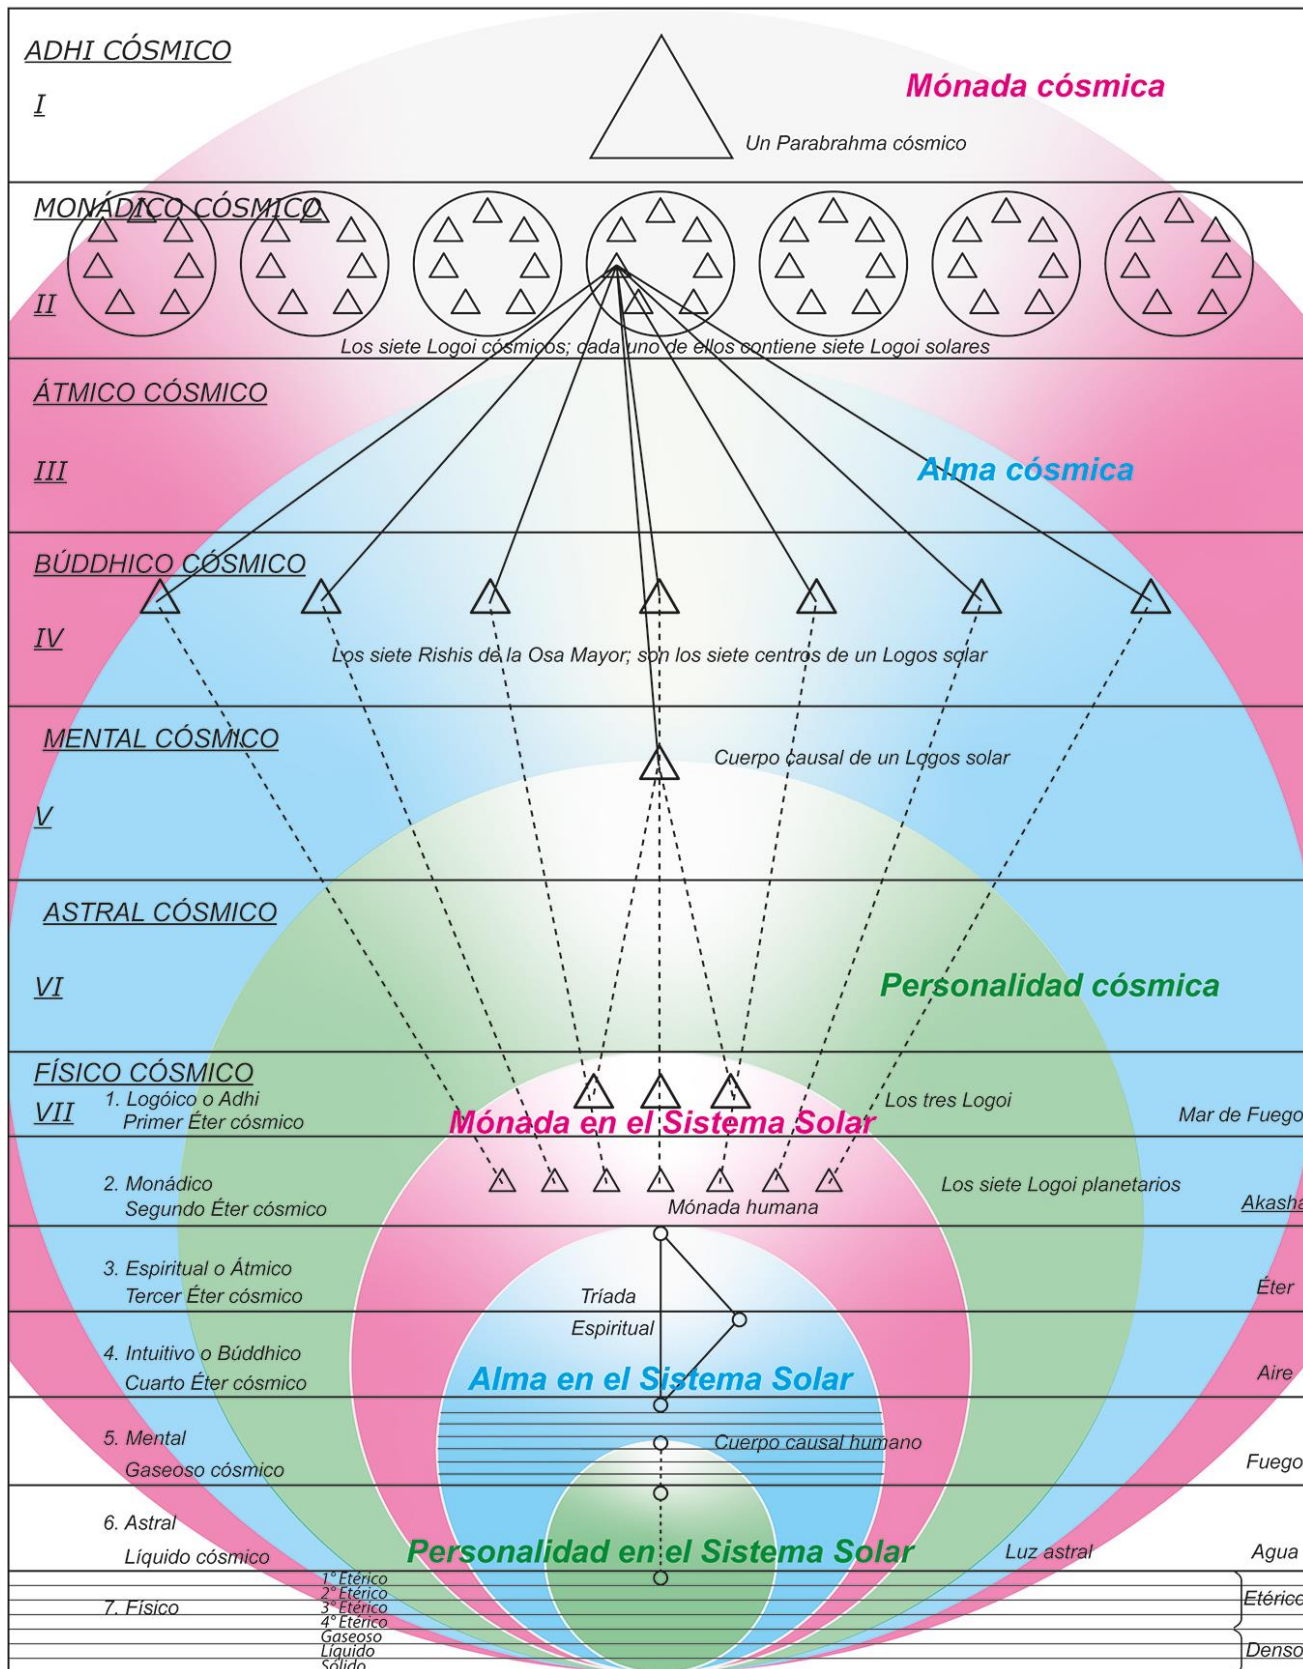 ADHI CÓSMICO
I
Mónada cósmica
Un Parabrahma cósmico
MONÁDICO CÓSMICO
II
Los siete Logoi cósmicos; cada uno de ellos contiene siete Logoi solares
ÁTMICO CÓSMICO
III
Alma cósmica
BÚDDHICO CÓSMICO
IV
Los siete Rishis de la Osa Mayor; son los siete centros de un Logos solar
MENTAL CÓSMICO
Cuerpo causal de un Logos solar
V
ASTRAL CÓSMICO
VI
Personalidad cósmica
FÍSICO CÓSMICO
VII
1. Logóico o Adhi
Primer Éter cósmico
Los tres Logoi
Mónada en el Sistema Solar
Mar de Fuego
2. Monádico
Segundo Éter cósmico
Los siete Logoi planetarios
Mónada humana
Akasha
3. Espiritual o Átmico
Tercer Éter cósmico
Tríada
Espiritual
Éter
4. Intuitivo o Búddhico
Cuarto Éter cósmico
Alma en el Sistema Solar
Aire
5. Mental
Gaseoso cósmico
Cuerpo causal humano
Fuego
6. Astral
Líquido cósmico
Personalidad en el Sistema Solar
Luz astral
Agua
7. Físico
1° Etérico
2° Etérico
3° Etérico
4° Etérico
Gaseoso
Líquido
Sólido
Etérico
Denso